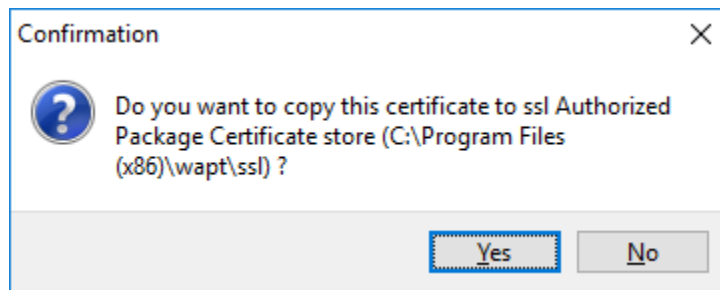 Confirmation
Do you want to copy this certificate to ssl Authorized
Package Certificate store (C:\Program Files
(x86)\wapt\ssl) ?
Yes
No